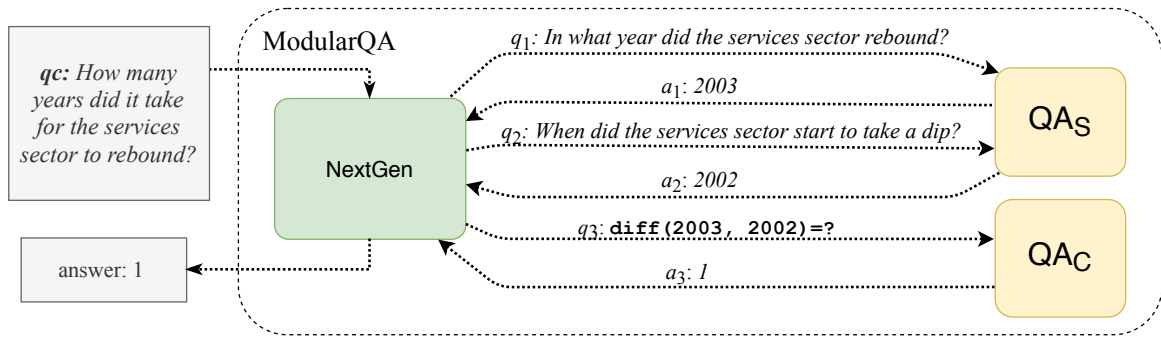 ModularQA
qc: How many
years did it take
for the services
sector to rebound?
NextGen
q1: In what year did the services sector rebound?
a1: 2003
q2: When did the services sector start to take a dip?
a2: 2002
QAS
q3: diff(2003, 2002)=?
a3: 1
QAC
answer: 1